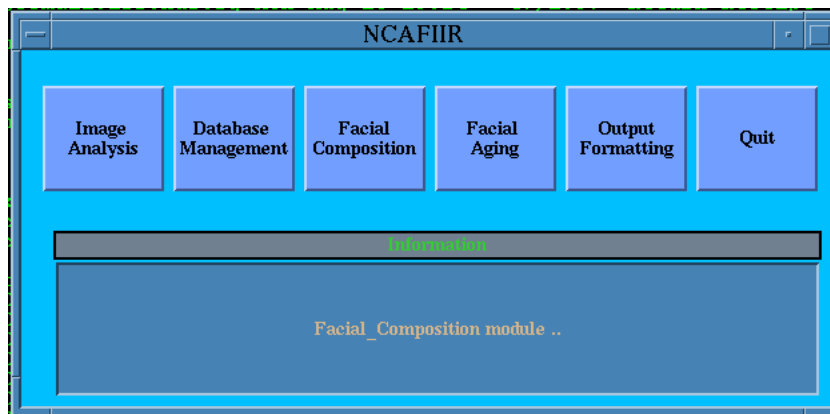 NCAFIIR
Image
Analysis
Database
Management
Facial
Composition
Facial
Aging
Output
Formatting
Quit
Information
Facial_Composition module ..